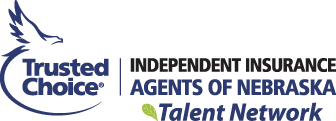 Trusted
Choice®
INDEPENDENT INSURANCE
AGENTS OF NEBRASKA
Talent Network